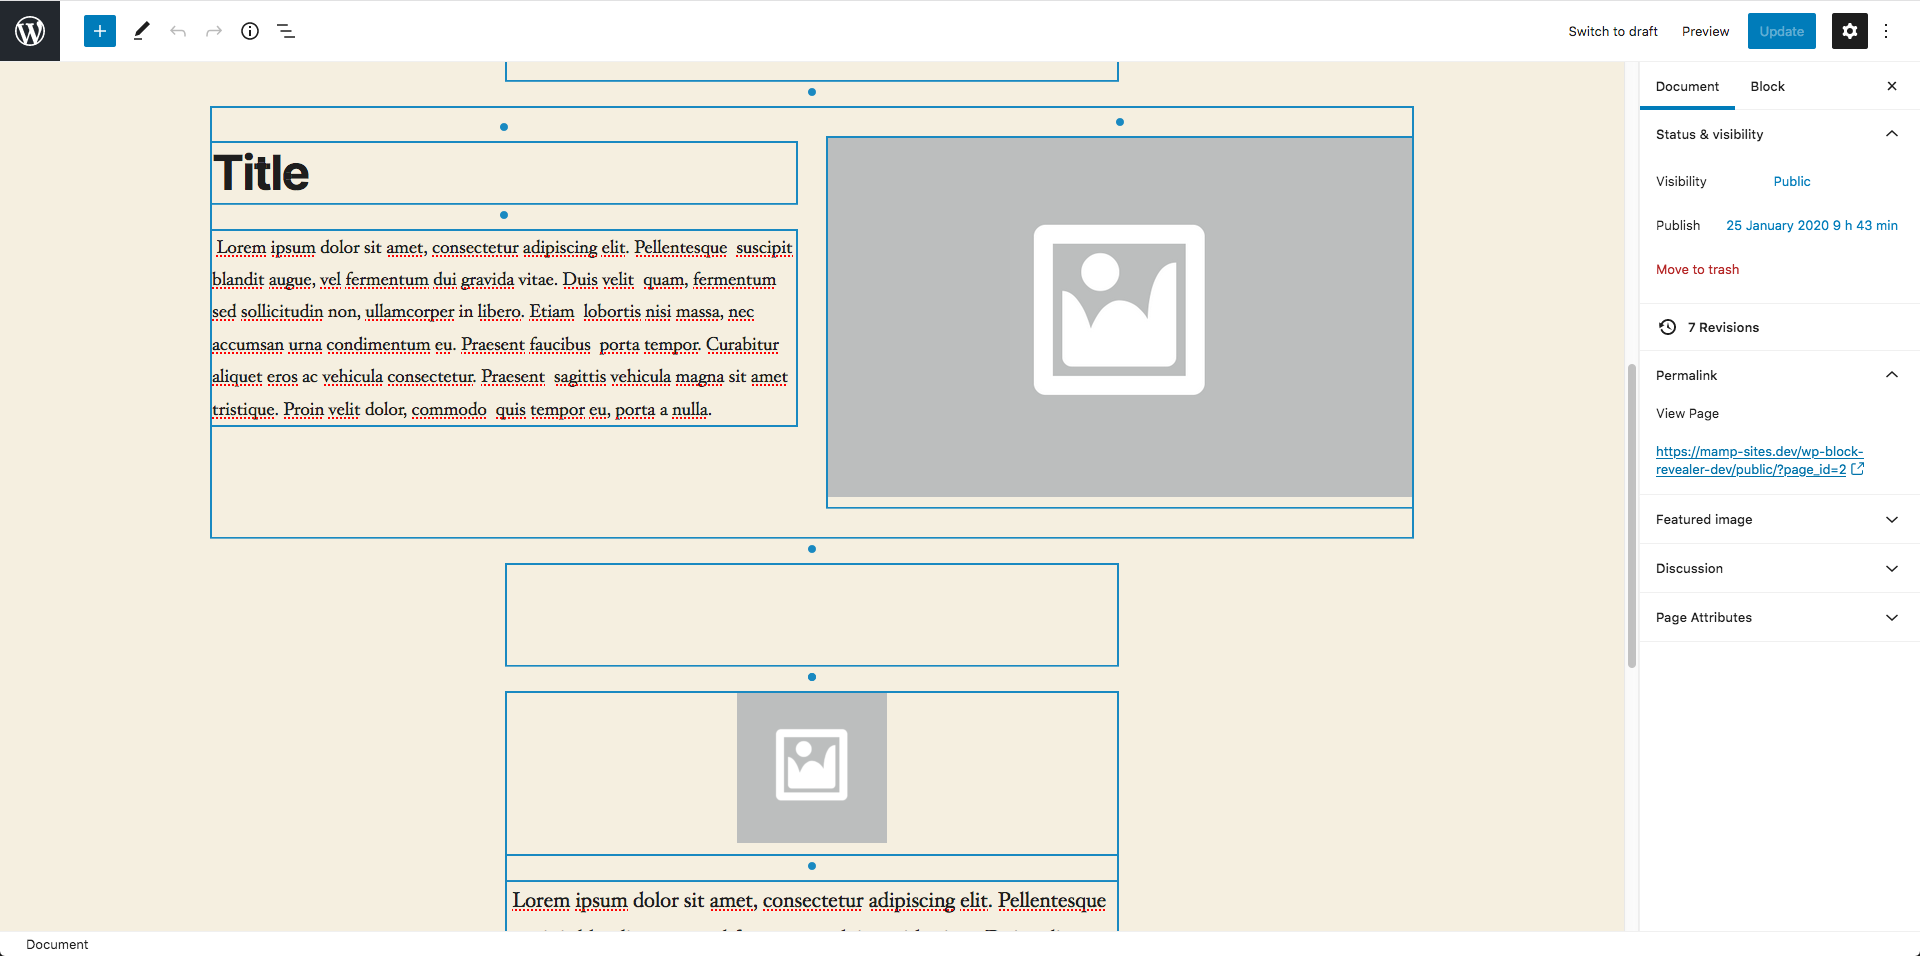 Switch to draft
Preview
Update
Title
Lorem ipsum dolor sit amet, consectetur adipiscing elit. Pellentesque suscipit
blandit augue, vel fermentum dui gravida vitae. Duis velit quam, fermentum
sed sollicitudin non, ullamcorper in libero. Etiam lobortis nisi massa, nec
accumsan urna condimentum eu. Praesent faucibus porta tempor. Curabitur
aliquet eros ac vehicula consectetur. Praesent sagittis vehicula magna sit amet
tristique. Proin velit dolor, commodo quis tempor eu, porta a nulla.
Lorem ipsum dolor sit amet, consectetur adipiscing elit. Pellentesque
Document
Block
Status & visibility
Visibility
Public
Publish
25 January 2020 9 h 43 min
Move to trash
7 Revisions
Permalink
View Page
https://mamp-sites.dev/wp-block-
revealer-dev/public/?page_id=2
Featured image
Discussion
Page Attributes
Document